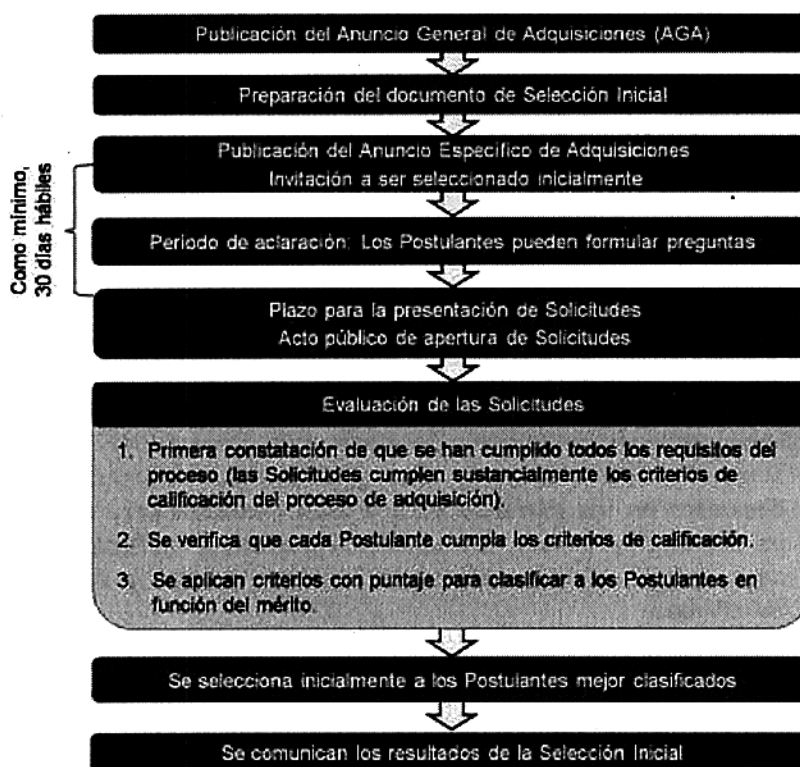 Publicación del Anuncio General de Adquisiciones (AGA)
Preparación del documento de Selección Inicial
Publicación del Anuncio Específico de Adquisiciones
Invitación a ser seleccionado inicialmente
Como mínimo,
30 días hábiles
Periodo de aclaración: Los Postulantes pueden formular preguntas
Plazo para la presentación de Solicitudes
Acto público de apertura de Solicitudes
Evaluación de las Solicitudes
1. Primera constatación de que se han cumplido todos los requisitos del
proceso (las Solicitudes cumplen sustancialmente los criterios de
calificación del proceso de adquisición).
2. Se verifica que cada Postulante cumpla los criterios de calificación.
3. Se aplican criterios con puntaje para clasificar a los Postulantes en
función del mérito.
Se selecciona inicialmente a los Postulantes mejor clasificados
Se comunican los resultados de la Selección Inicial